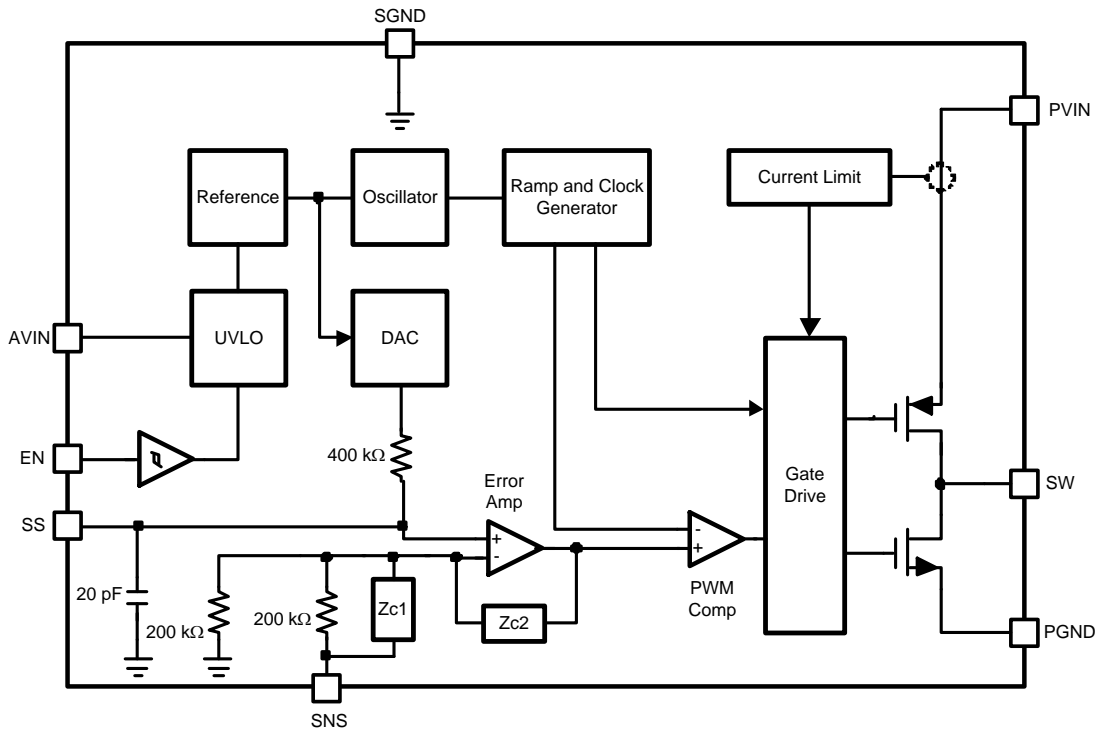 SGND
PVIN
Reference
Oscillator
Ramp and Clock
Generator
Current Limit
AVIN
UVLO
DAC
EN
400 kΩ
Error
Amp
Gate
Drive
SW
SS
+
-
-
+
20 pF
200 kΩ
200 kΩ
Zc1
Zc2
PWM
Comp
PGND
SNS